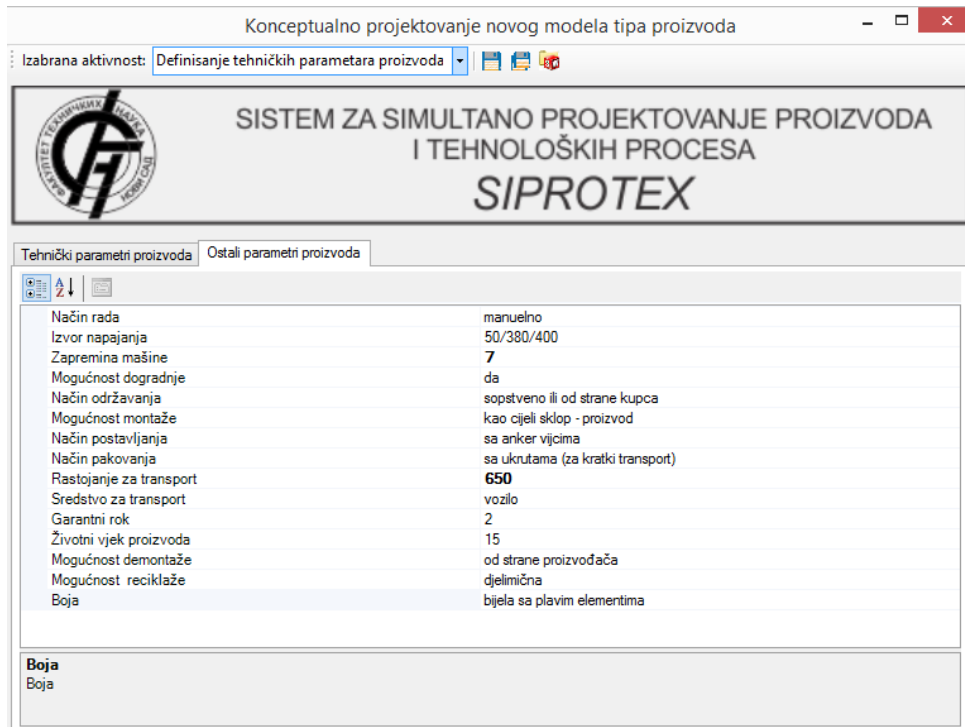 Konceptualno projektovanje novog modela tipa proizvoda
Izabrana aktivnost: Definisanje tehničkih parametara proizvoda
ФАКУЛТЕТ ТЕХНИЧКИХ НАУКА
НОВИ САД
SISTEM ZA SIMULTANO PROJEKTOVANJE PROIZVODA
I TEHNOLOŠKIH PROCESA
SIPROTEX
Tehnički parametri proizvoda Ostali parametri proizvoda
Način rada manuelno
Izvor napajanja 50/380/400
Zapremina mašine 7
Mogućnost dogradnje da
Način održavanja sopstveno ili od strane kupca
Mogućnost montaže kao cijeli sklop - proizvod
Način postavljanja sa anker vijcima
Način pakovanja sa ukrutama (za kratki transport)
Rastojanje za transport 650
Sredstvo za transport vozilo
Garantni rok 2
Životni vjek proizvoda 15
Mogućnost demontaže od strane proizvođača
Mogućnost reciklaže djelimična
Boja bijela sa plavim elementima
Boja
Boja